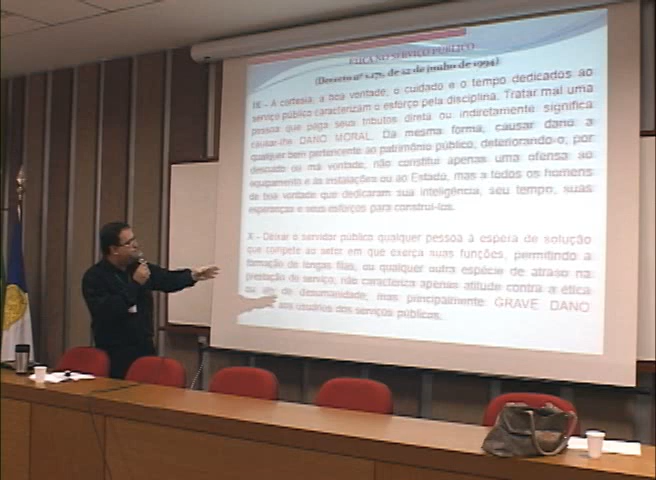 ÉTICA NO SERVIÇO PÚBLICO
(Decreto nº 1.171, de 22 de junho de 1994)
IX - A cortesia, a boa vontade, o cuidado e o tempo dedicados ao
serviço público caracterizam o esforço pela disciplina. Tratar mal uma
pessoa que paga seus tributos direta ou indiretamente significa
causar-lhe DANO MORAL. Da mesma forma, causar dano a
qualquer bem pertencente ao patrimônio público, deteriorando-o, por
descuido ou má vontade, não constitui apenas uma ofensa ao
equipamento e às instalações ou ao Estado, mas a todos os homens
de boa vontade que dedicaram sua inteligência, seu tempo, suas
esperanças e seus esforços para construí-los.
X - Deixar o servidor público qualquer pessoa à espera de solução
que compete ao setor em que exerça suas funções, permitindo a
formação de longas filas, ou qualquer outra espécie de atraso na
prestação do serviço, não caracteriza apenas atitude contra a ética
ou de desumanidade, mas principalmente GRAVE DANO
aos usuários dos serviços públicos.